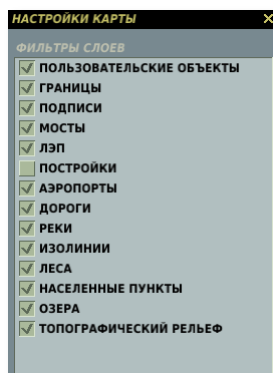 НАСТРОЙКИ КАРТЫ
ФИЛЬТРЫ СЛОЕВ
ПОЛЬЗОВАТЕЛЬСКИЕ ОБЪЕКТЫ
ГРАНИЦЫ
ПОДПИСИ
МОСТЫ
ЛЭП
ПОСТРОЙКИ
АЭРОПОРТЫ
ДОРОГИ
РЕКИ
ИЗОЛИНИИ
ЛЕСА
НАСЕЛЕННЫЕ ПУНКТЫ
ОЗЕРА
ТОПОГРАФИЧЕСКИЙ РЕЛЬЕФ